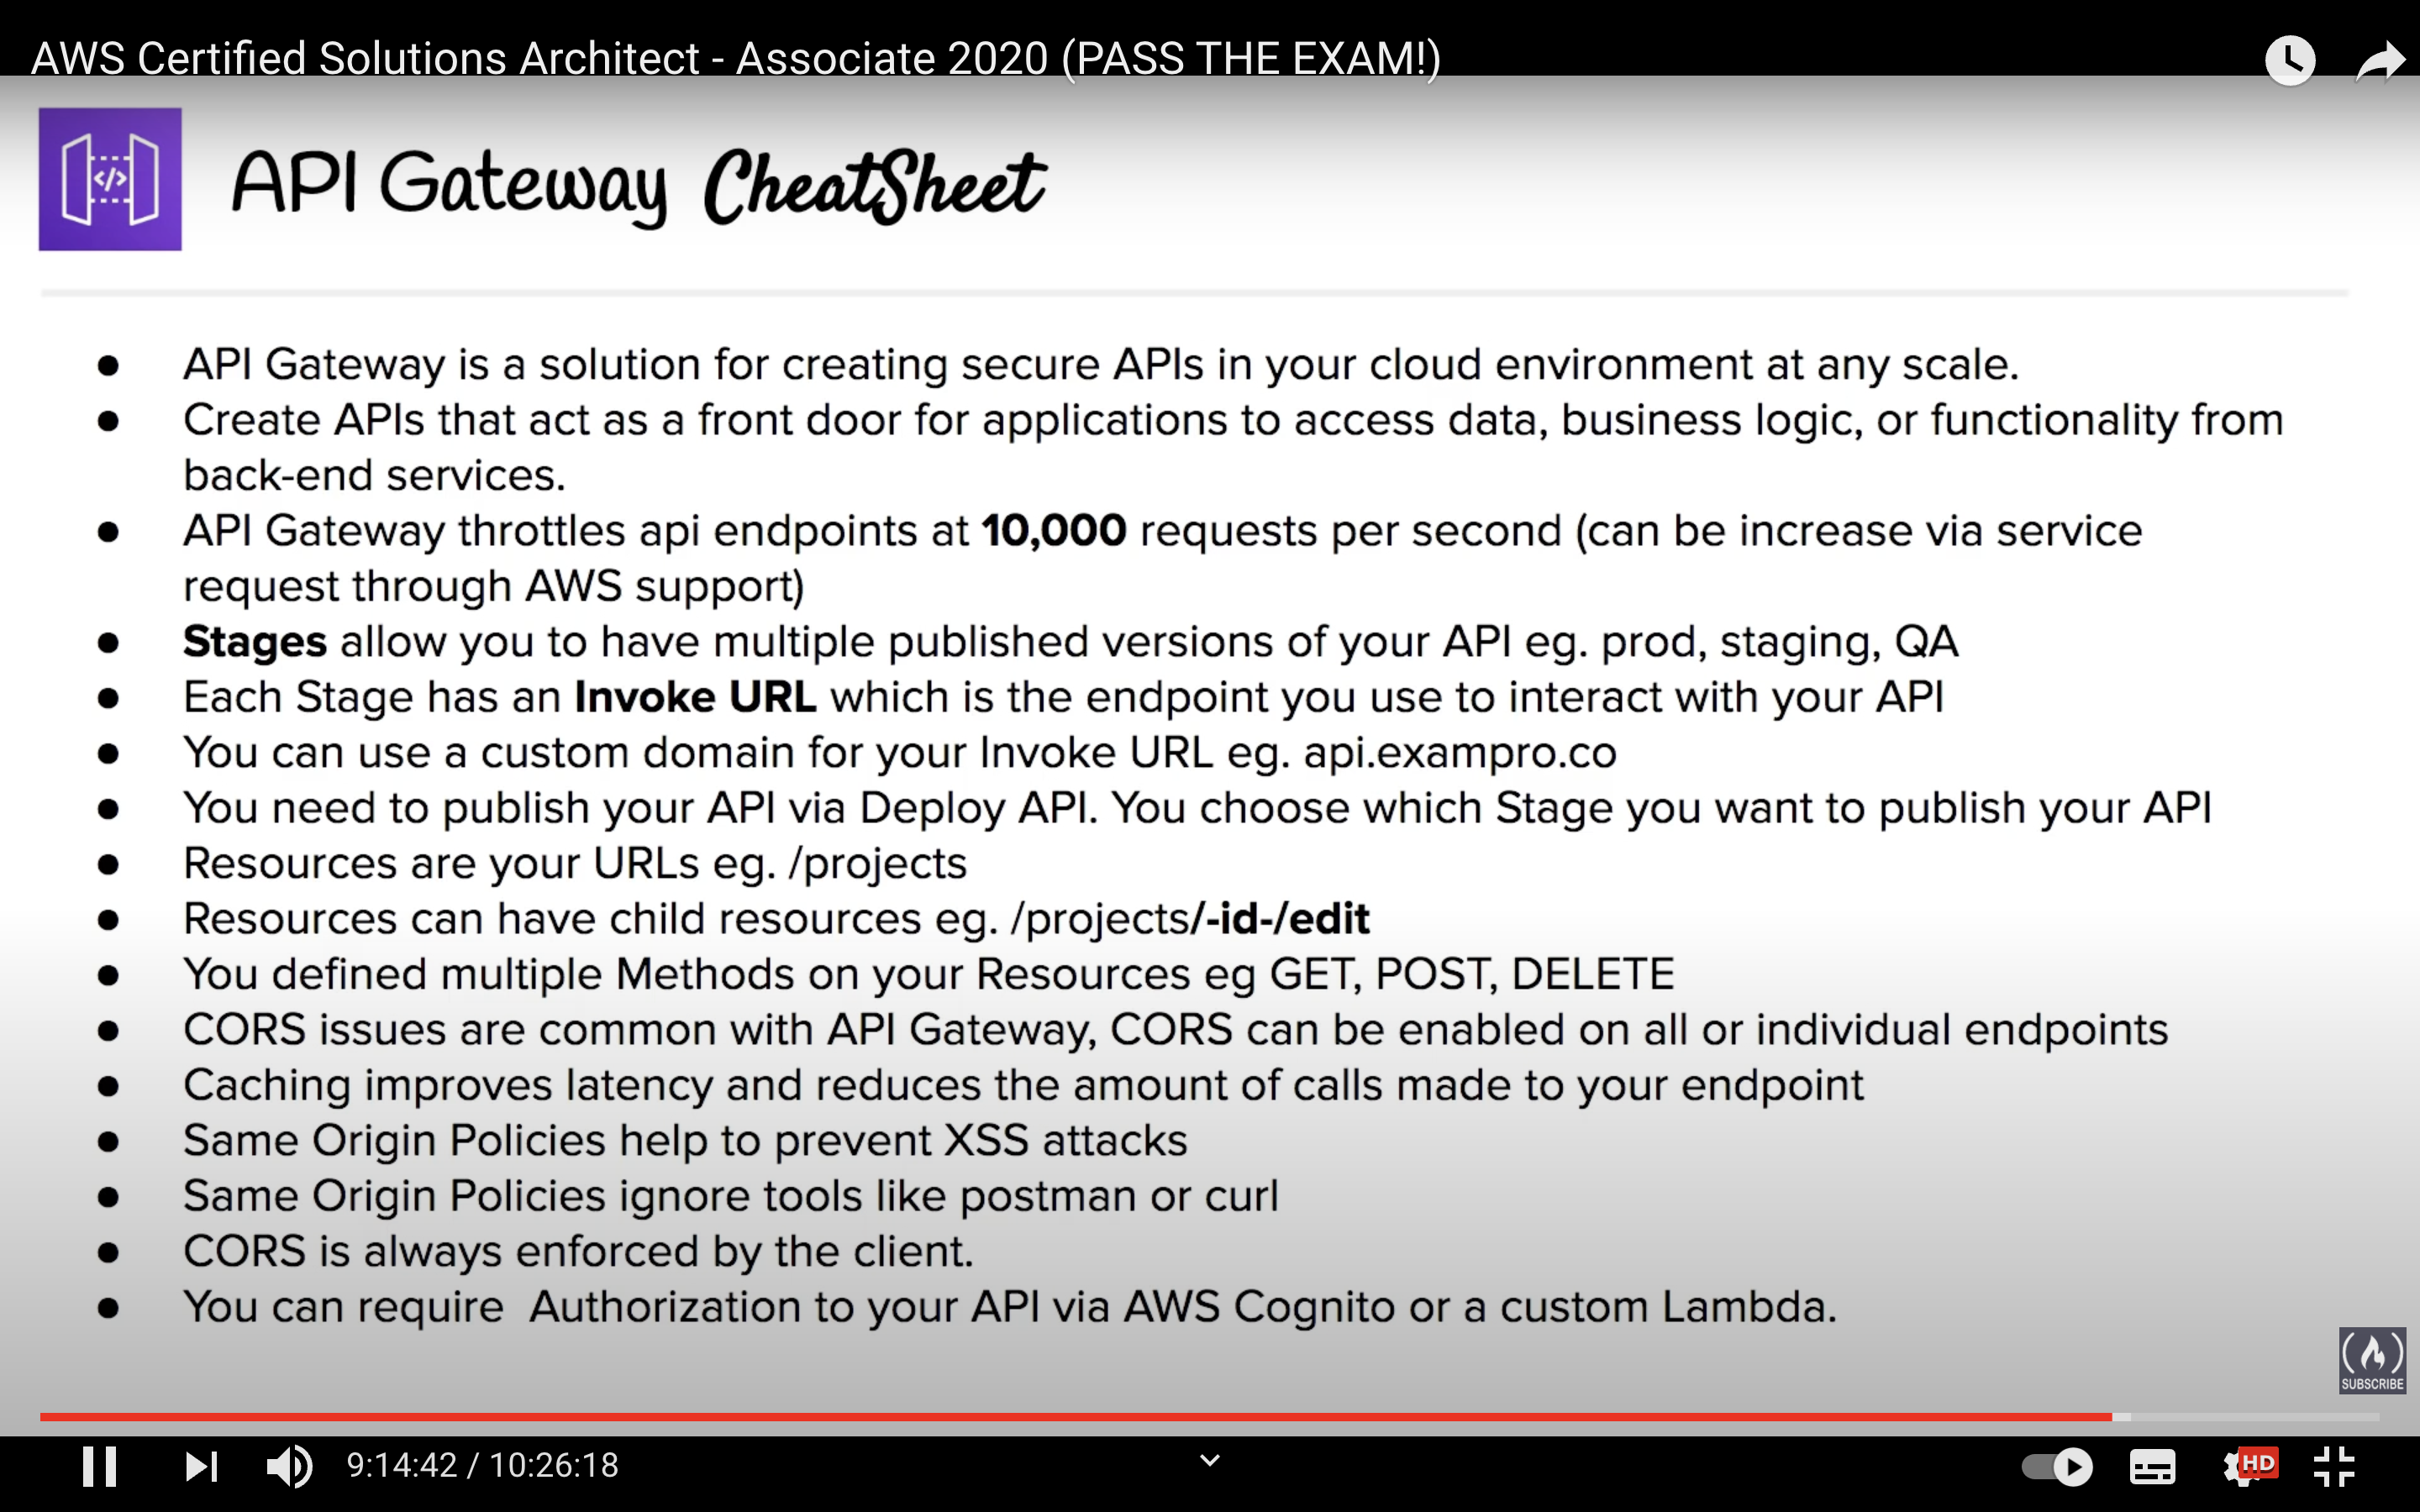 AWS Certified Solutions Architect - Associate 2020 (PASS THE EXAM!)
</>
API Gateway CheatSheet
● API Gateway is a solution for creating secure APIs in your cloud environment at any scale.
● Create APIs that act as a front door for applications to access data, business logic, or functionality from
back-end services.
● API Gateway throttles api endpoints at 10,000 requests per second (can be increase via service
request through AWS support)
● Stages allow you to have multiple published versions of your API eg. prod, staging, QA
● Each Stage has an Invoke URL which is the endpoint you use to interact with your API
● You can use a custom domain for your Invoke URL eg. api.exampro.co
● You need to publish your API via Deploy API. You choose which Stage you want to publish your API
● Resources are your URLs eg. /projects
● Resources can have child resources eg. /projects/-id-/edit
● You defined multiple Methods on your Resources eg GET, POST, DELETE
● CORS issues are common with API Gateway, CORS can be enabled on all or individual endpoints
● Caching improves latency and reduces the amount of calls made to your endpoint
● Same Origin Policies help to prevent XSS attacks
● Same Origin Policies ignore tools like postman or curl
● CORS is always enforced by the client.
● You can require  Authorization to your API via AWS Cognito or a custom Lambda.
SUBSCRIBE
9:14:42 / 10:26:18
HD